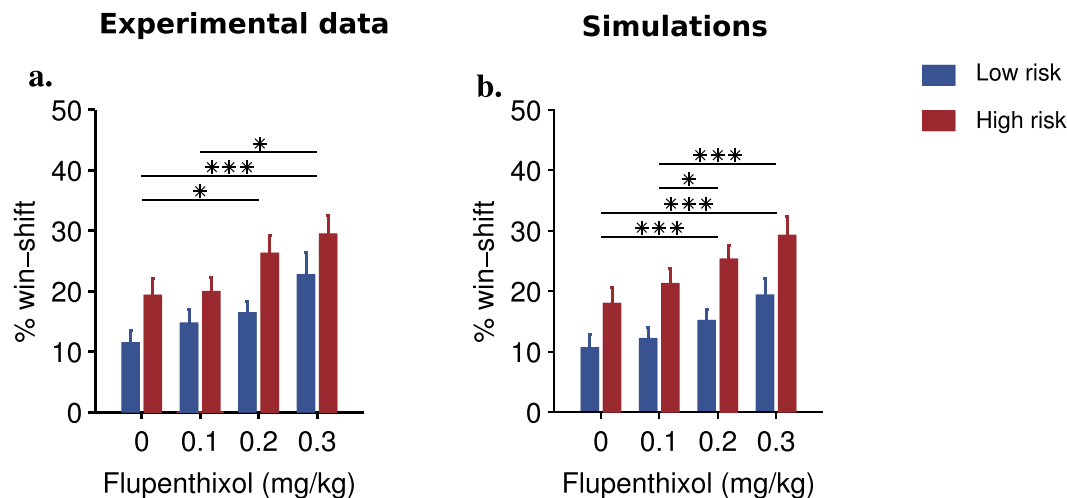 Experimental data
Simulations
Low risk
High risk
a.
50
40
30
20
10
0
% win−shift
*
***
*
0 0.1 0.2 0.3
Flupenthixol (mg/kg)
b.
50
40
30
20
10
0
% win−shift
***
*
***
***
0 0.1 0.2 0.3
Flupenthixol (mg/kg)